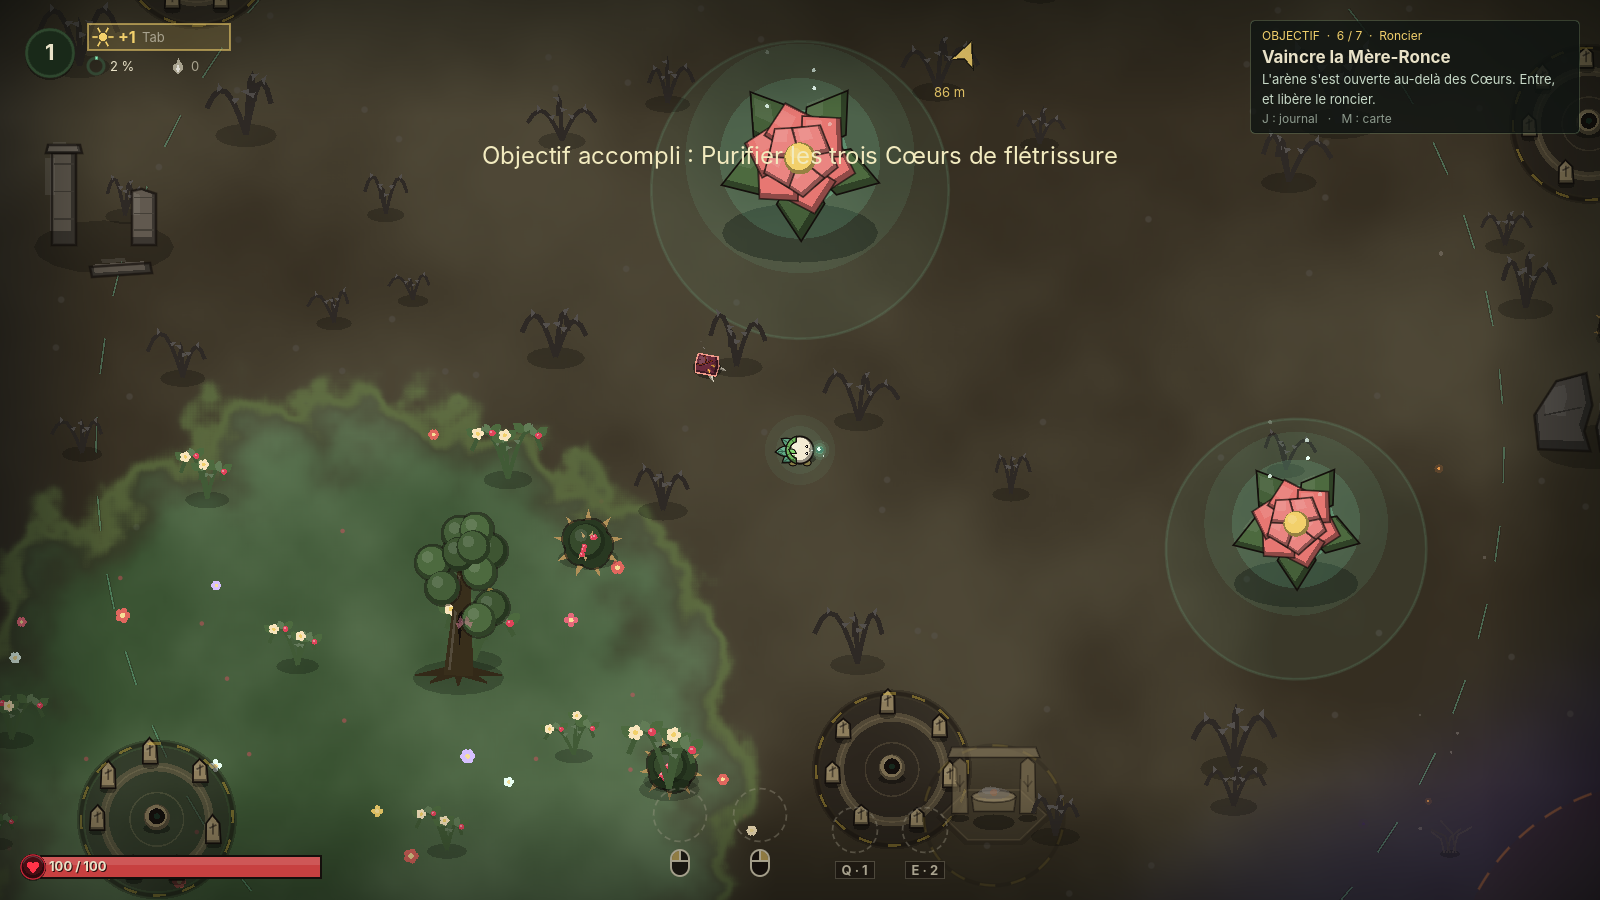 1
+1 Tab
2 %
0
86 m
OBJECTIF · 6 / 7 · Roncier
Vaincre la Mère-Ronce
L'arène s'est ouverte au-delà des Cœurs. Entre,
et libère le roncier.
J : journal · M : carte
Objectif accompli : Purifier les trois Cœurs de flétrissure
100 / 100
Q · 1
E · 2